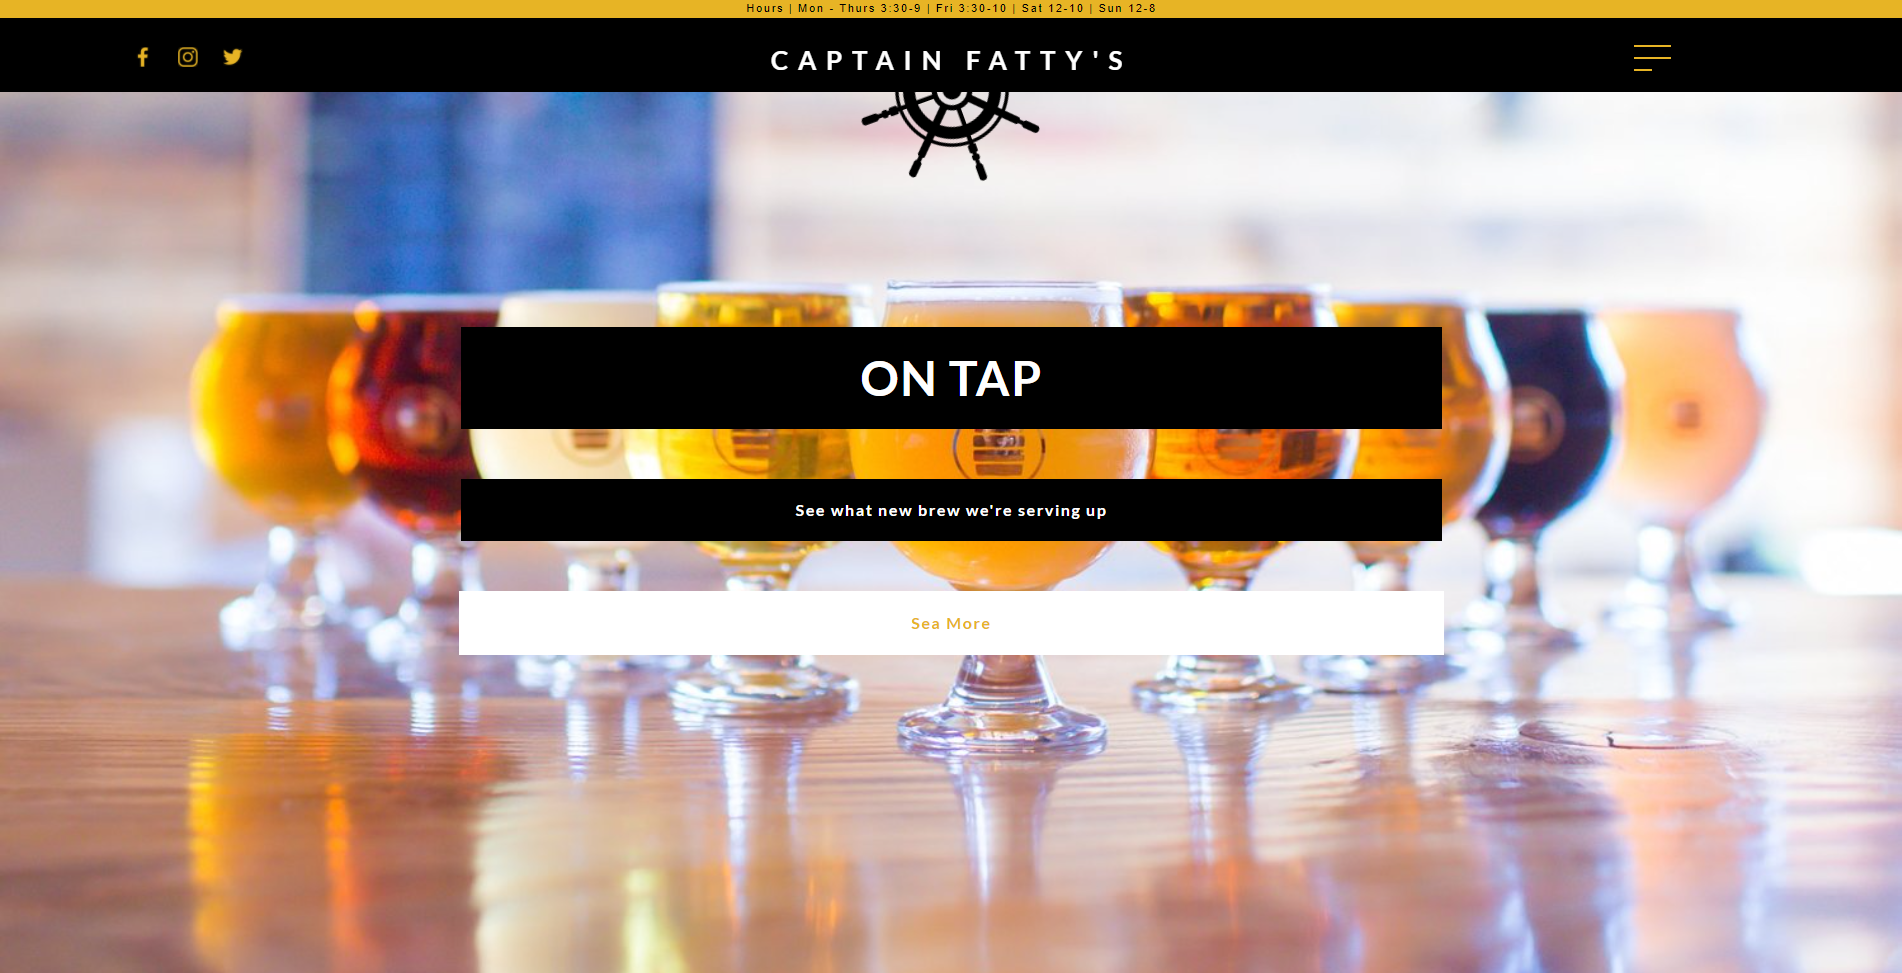 Hours | Mon - Thurs 3:30-9 | Fri 3:30-10 | Sat 12-10 | Sun 12-8
CAPTAIN FATTY'S
ON TAP
See what new brew we're serving up
Sea More